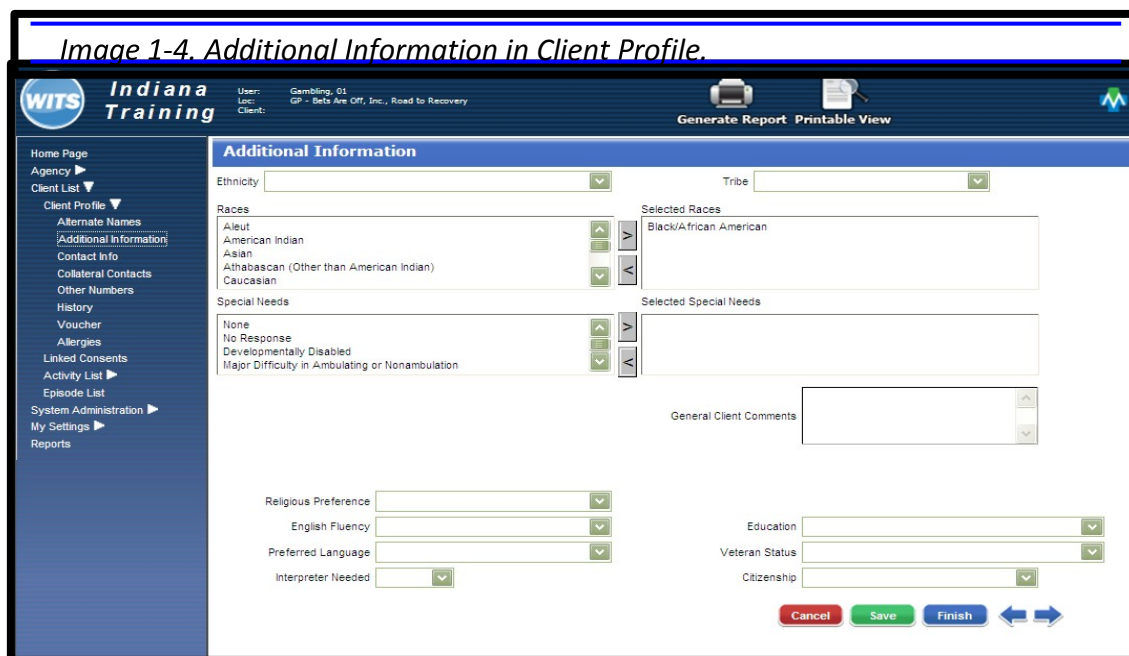 Image 1-4. Additional Information in Client Profile.
WITS
Indiana
Training
User: Gambling, 01
Loc: GP - Bets Are Off, Inc., Road to Recovery
Client:
Generate Report Printable View
Home Page
Agency
Client List
Client Profile
Alternate Names
Additional Information
Contact Info
Collateral Contacts
Other Numbers
History
Voucher
Allergies
Linked Consents
Activity List
Episode List
System Administration
My Settings
Reports
Additional Information
Ethnicity Tribe
Races Selected Races
Aleut Black/African American
American Indian >
Asian
Athabascan (Other than American Indian) <
Caucasian
Special Needs Selected Special Needs
None >
No Response
Developmentally Disabled
Major Difficulty in Ambulating or Nonambulation <
General Client Comments
Religious Preference
English Fluency Education
Preferred Language Veteran Status
Interpreter Needed Citizenship
Cancel Save Finish